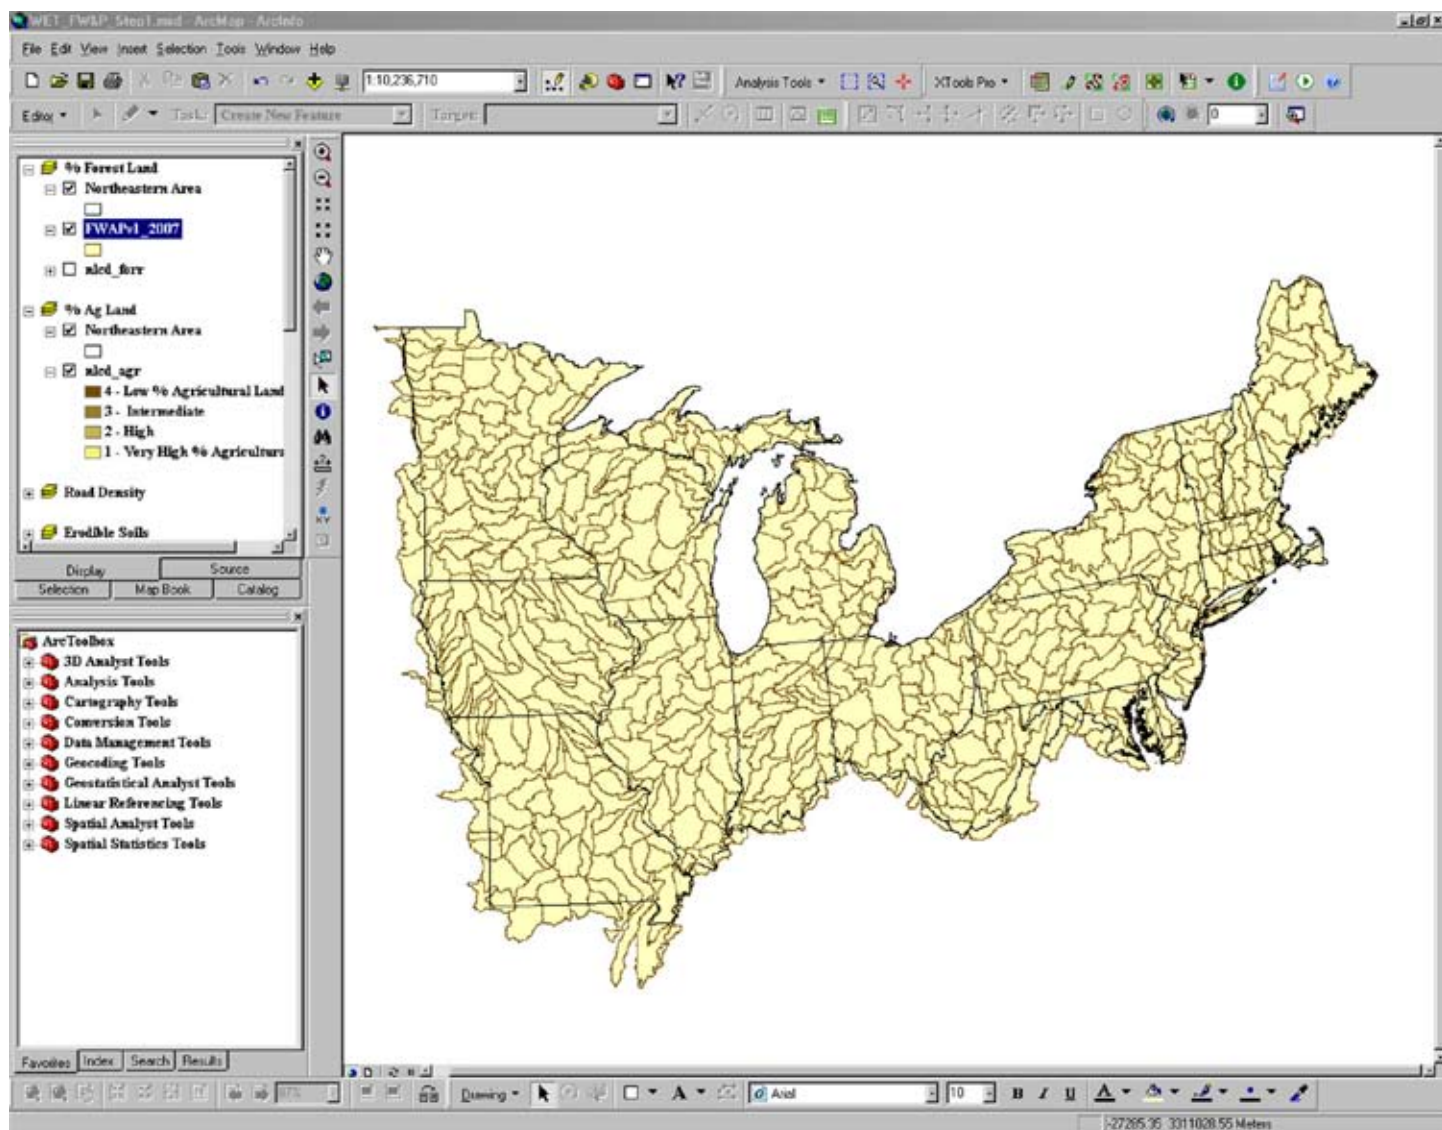 WET_FW&P_Step1.mxd - ArcMap - ArcInfo
File Edit View Insert Selection Tools Window Help
1:10,236,710 Analysis Tools XTools Pro
Editor Task: Create New Feature Target: 0
% Forest Land
Northeastern Area
FWAPv1_2007
nlcd_forr
% Ag Land
Northeastern Area
nlcd_agr
4 - Low % Agricultural Land
3 - Intermediate
2 - High
1 - Very High % Agricultura
Road Density
Erodible Soils
Display Source
Selection Map Book Catalog
ArcToolbox
3D Analyst Tools
Analysis Tools
Cartography Tools
Conversion Tools
Data Management Tools
Geocoding Tools
Geostatistical Analyst Tools
Linear Referencing Tools
Spatial Analyst Tools
Spatial Statistics Tools
Favorites Index Search Results
Drawing A Arial 10 B I U A
-27285.35 3311028.55 Meters